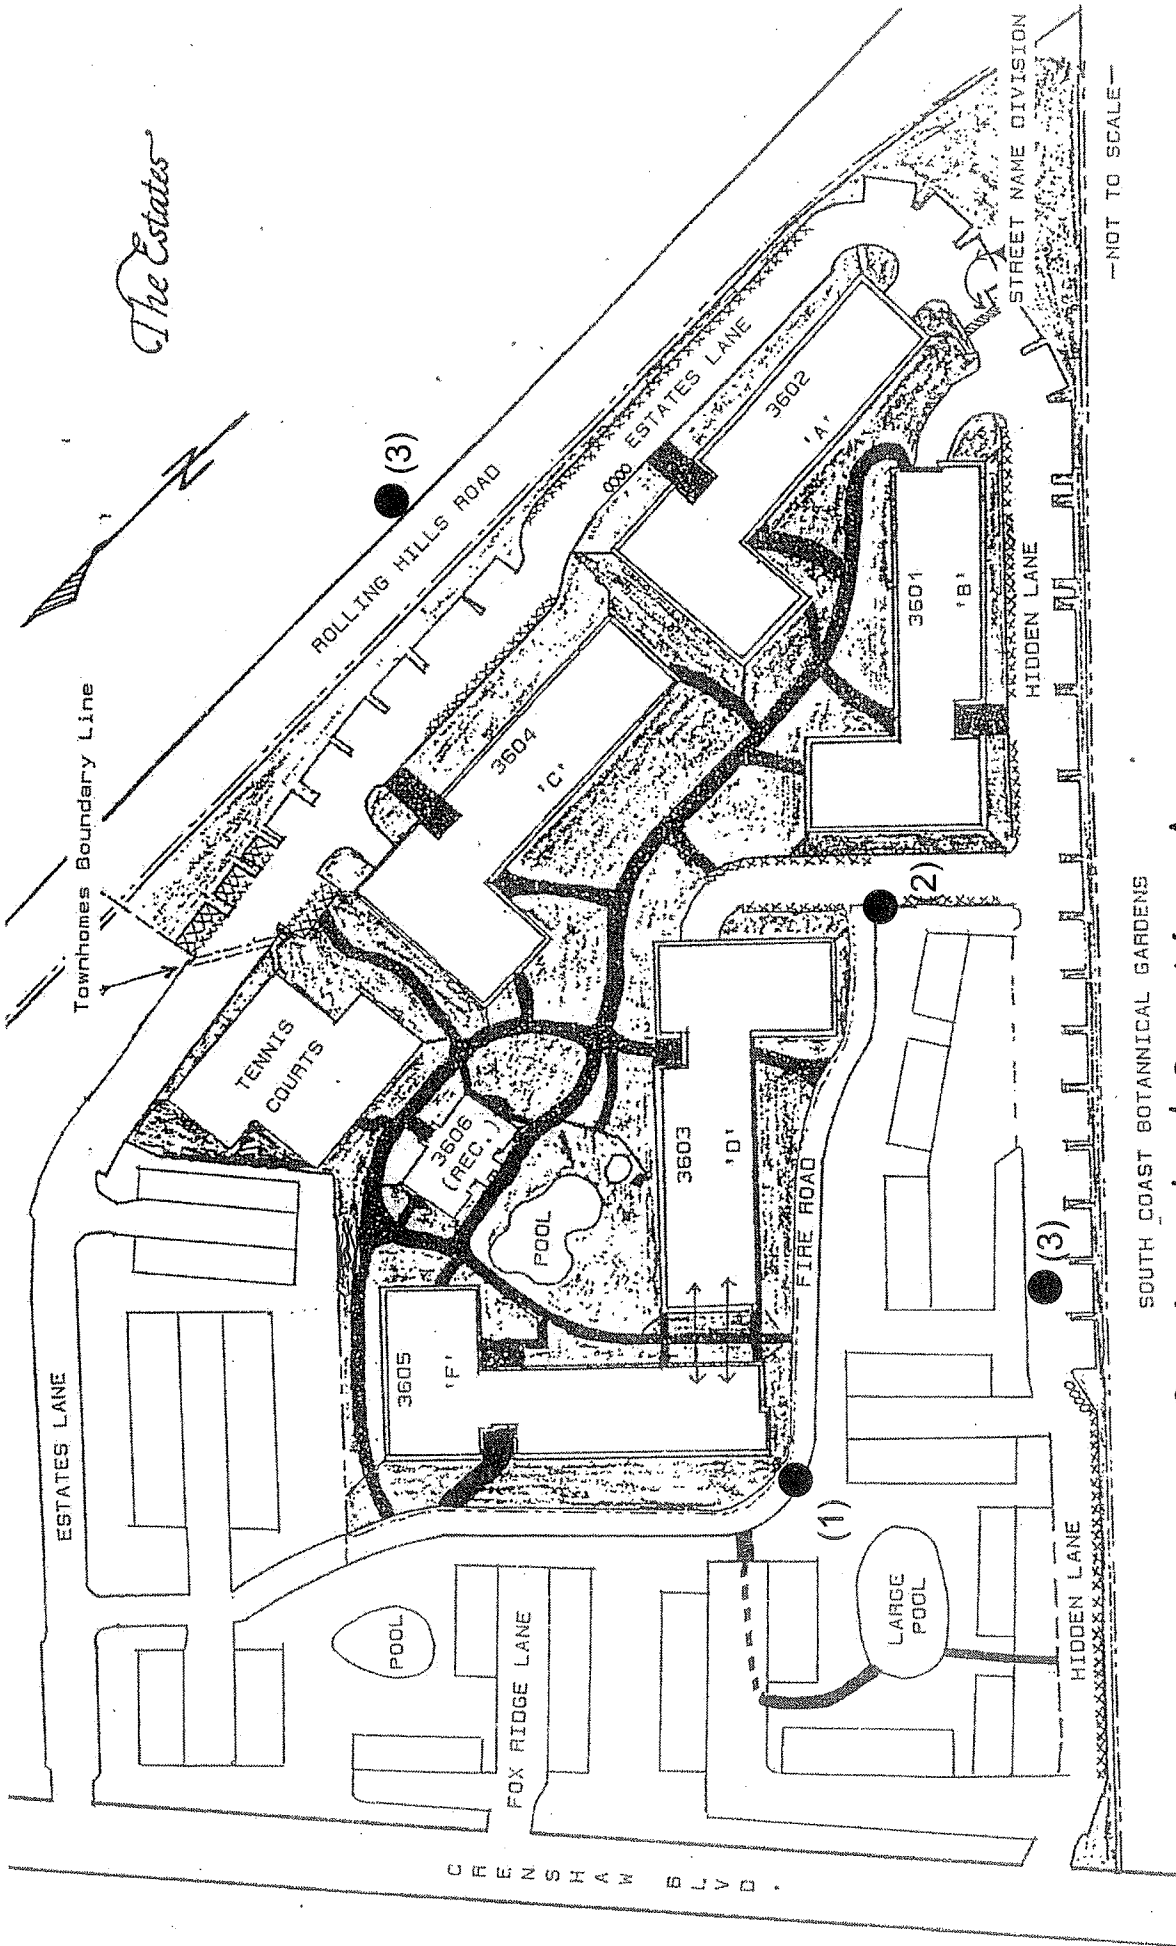 The Estates
N
(3)
ROLLING HILLS ROAD
Townhomes Boundary Line
ESTATES LANE
STREET NAME DIVISION
—NOT TO SCALE—
3602
'A'
3604
'C'
3601
'B'
HIDDEN LANE
TENNIS
COURTS
3606
(REC.)
POOL
3603
'D'
(2)
FIRE ROAD
3605
'F'
(1)
(3)
ESTATES LANE
POOL
FOX RIDGE LANE
LARGE
POOL
HIDDEN LANE
SOUTH COAST BOTANNICAL GARDENS
CRENSHAW BLVD.